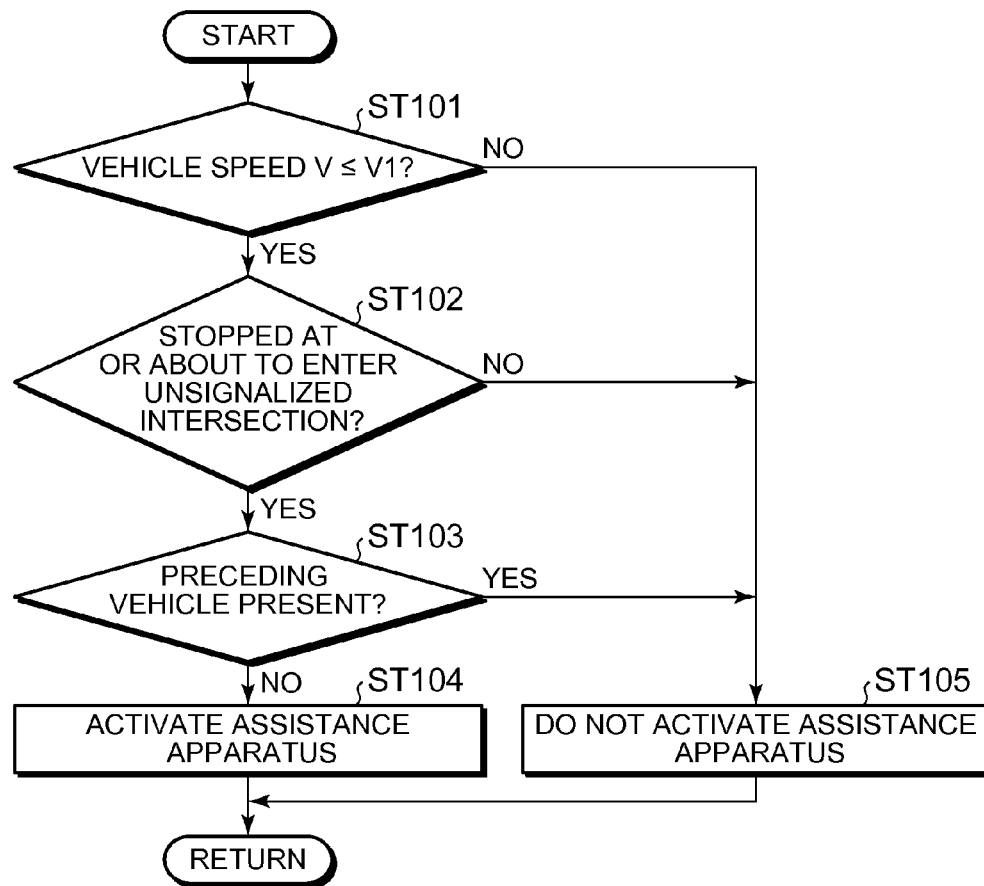 START
ST101
VEHICLE SPEED V ≤ V1?
NO
YES
ST102
STOPPED AT
OR ABOUT TO ENTER
UNSIGNALIZED
INTERSECTION?
NO
YES
ST103
PRECEDING
VEHICLE PRESENT?
YES
NO
ST104
ACTIVATE ASSISTANCE
APPARATUS
ST105
DO NOT ACTIVATE ASSISTANCE
APPARATUS
RETURN